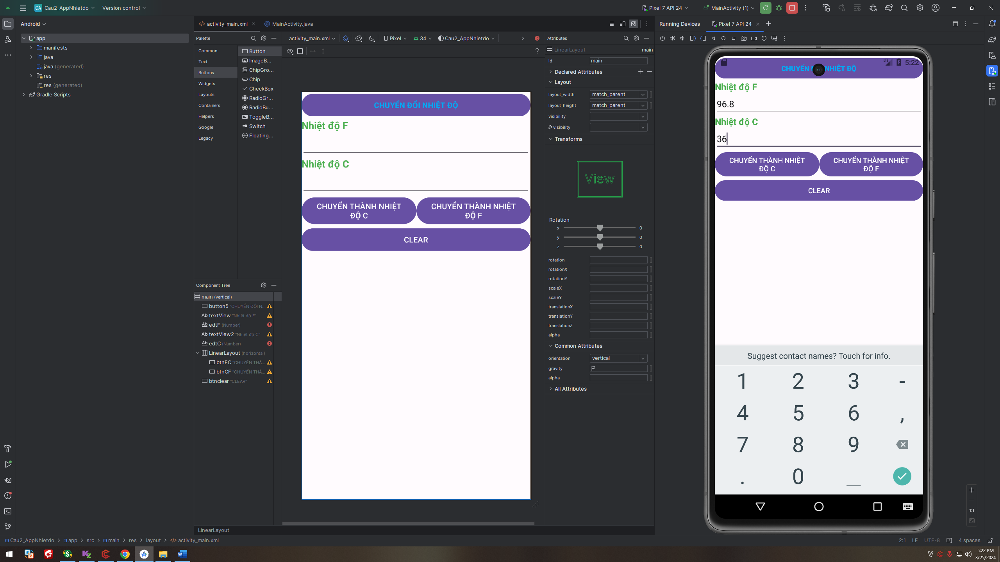 CA Cau2_AppNhietdo Version control
Pixel 7 API 24 MainActivity (1)
Android
app
manifests
java
java (generated)
res
res (generated)
Gradle Scripts
activity_main.xml
MainActivity.java
Palette
Common
Text
Buttons
Widgets
Layouts
Containers
Helpers
Google
Legacy
Button
ImageB...
ChipGro...
Chip
CheckBox
RadioGr...
RadioBu...
ToggleB...
Switch
Floating...
Component Tree
main (vertical)
button5 "CHUYỂN ĐỔI N...
Ab textView "Nhiệt độ F"
Ab edtF (Number)
Ab textView2 "Nhiệt độ C"
Ab edtC (Number)
LinearLayout (horizontal)
btnFC "CHUYỂN THÀ...
btnCF "CHUYỂN THÀ...
btnclear "CLEAR"
activity_main.xml Pixel 34 Cau2_AppNhietdo
?
CHUYỂN ĐỔI NHIỆT ĐỘ
Nhiệt độ F
Nhiệt độ C
CHUYỂN THÀNH NHIỆT
ĐỘ C
CHUYỂN THÀNH NHIỆT
ĐỘ F
CLEAR
LinearLayout
Attributes
LinearLayout main
id main
Declared Attributes
Layout
layout_width match_parent
layout_height match_parent
visibility
visibility
Transforms
View
Rotation
x 0
y 0
z 0
rotation
rotationX
rotationY
scaleX
scaleY
translationX
translationY
translationZ
alpha
Common Attributes
orientation vertical
gravity
alpha
All Attributes
Running Devices Pixel 7 API 24
LTE 5:22
CHUYỂN NHIỆT ĐỘ
Nhiệt độ F
96.8
Nhiệt độ C
36
CHUYỂN THÀNH NHIỆT
ĐỘ C
CHUYỂN THÀNH NHIỆT
ĐỘ F
CLEAR
Suggest contact names? Touch for info.
1 2 3 -
4 5 6 ,
7 8 9
. 0 _
1:1
Cau2_AppNhietdo > app > src > main > res > layout > activity_main.xml
2:1 LF UTF-8 4 spaces
5:22 PM
3/25/2024